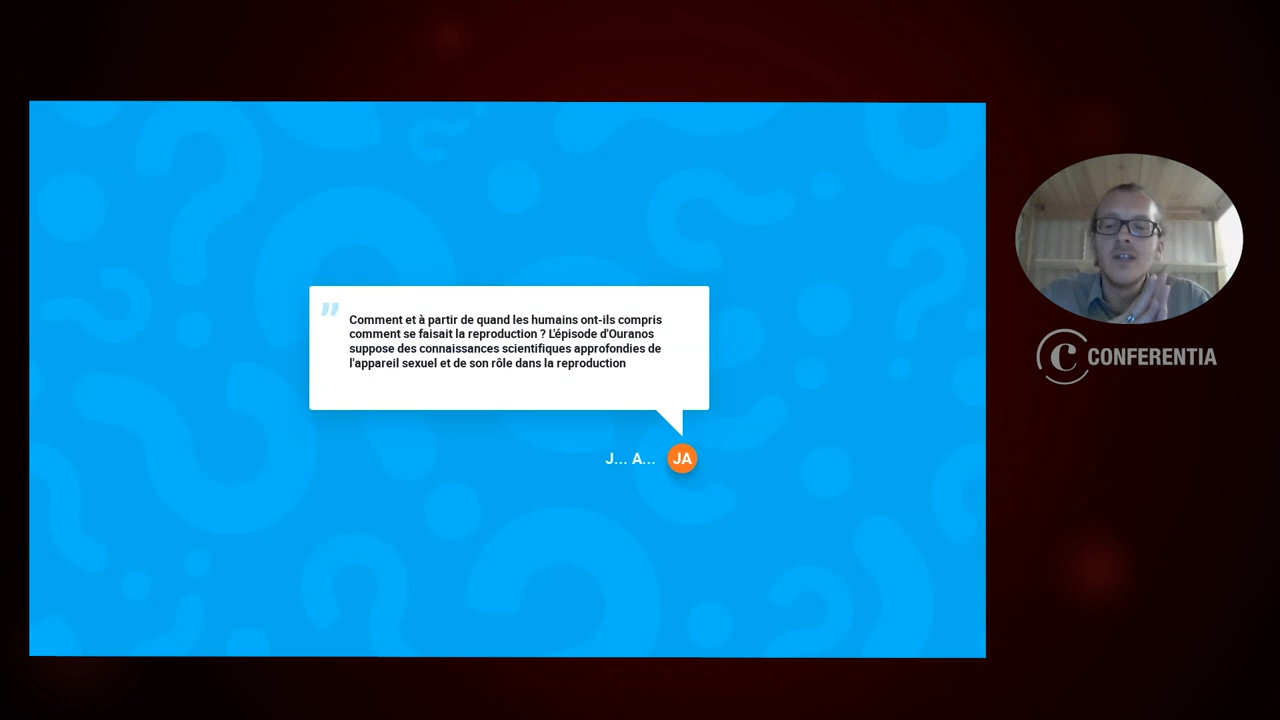 Comment et à partir de quand les humains ont-ils compris
comment se faisait la reproduction ? L'épisode d'Ouranos
suppose des connaissances scientifiques approfondies de
l'appareil sexuel et de son rôle dans la reproduction
J... A... JA
C CONFERENTIA